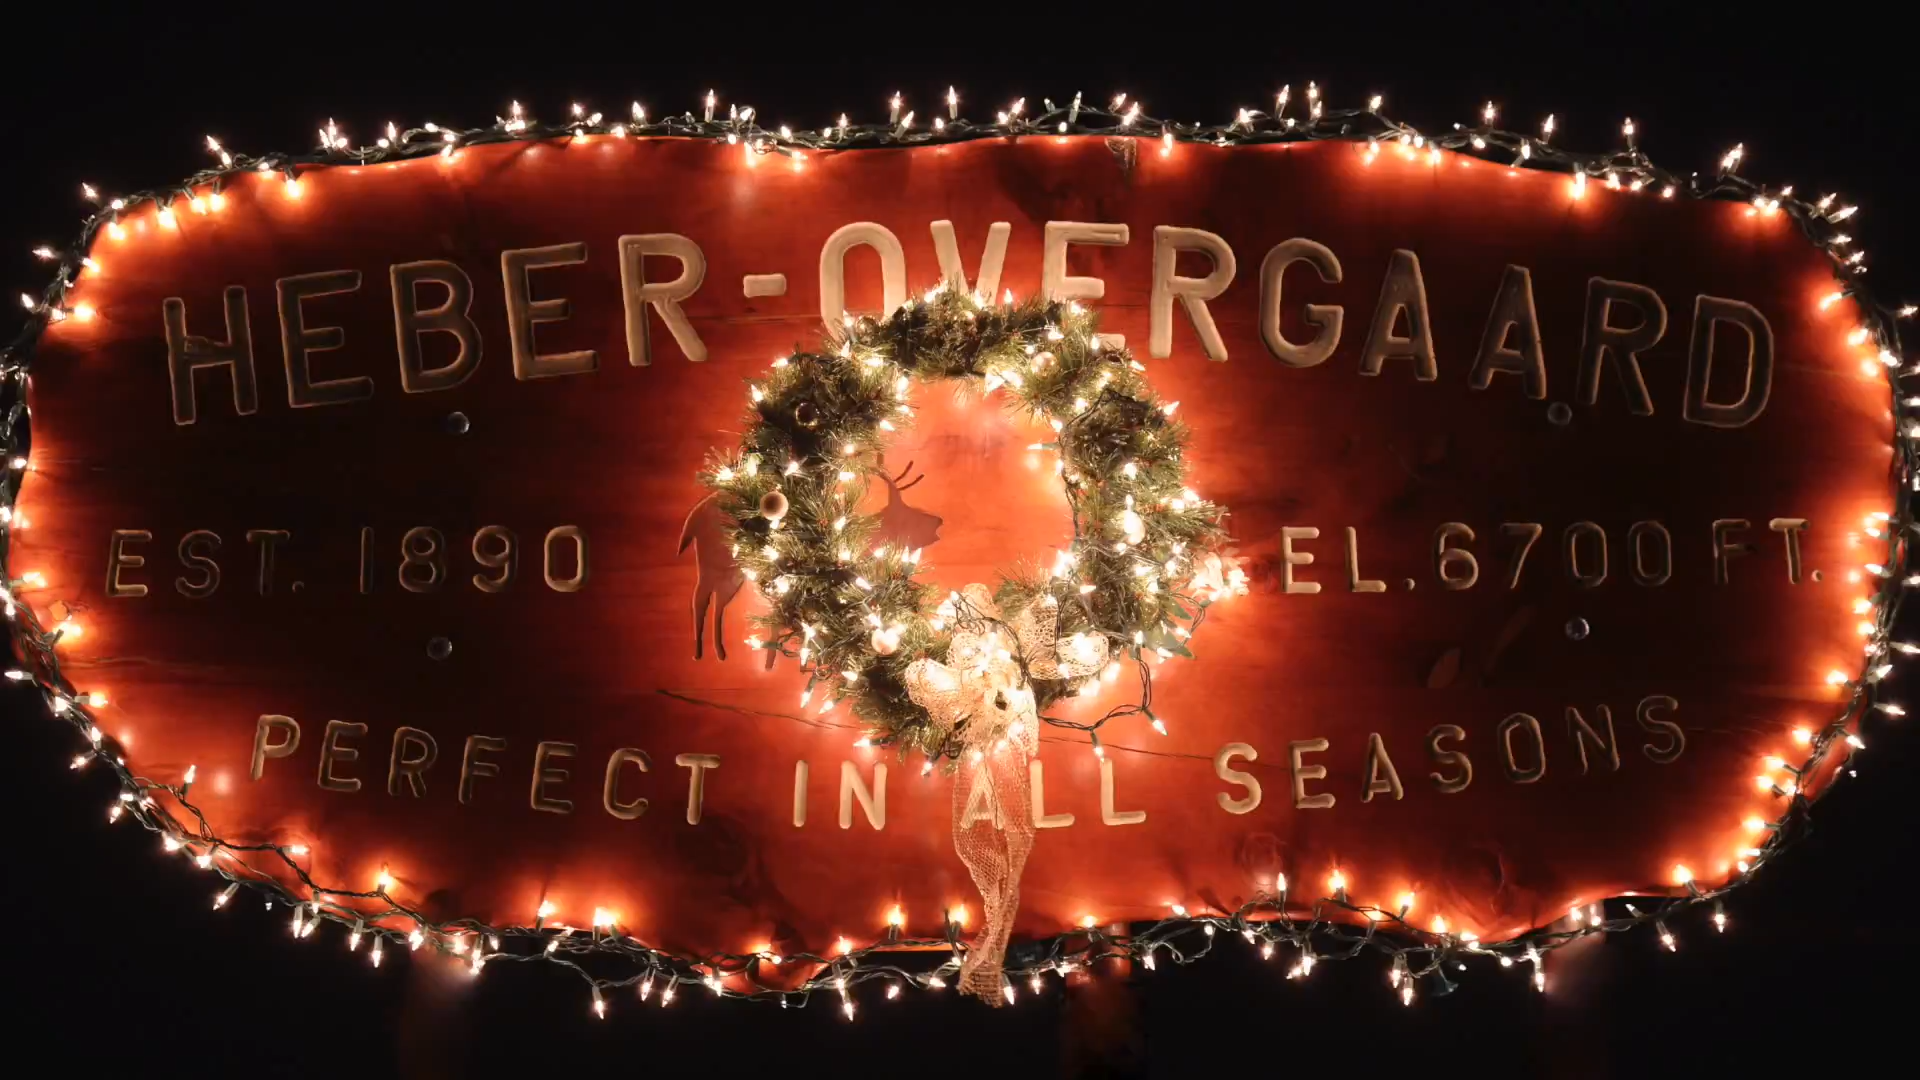 HEBER-OVERGAARD
EST. 1890 EL. 6700 FT.
PERFECT IN ALL SEASONS